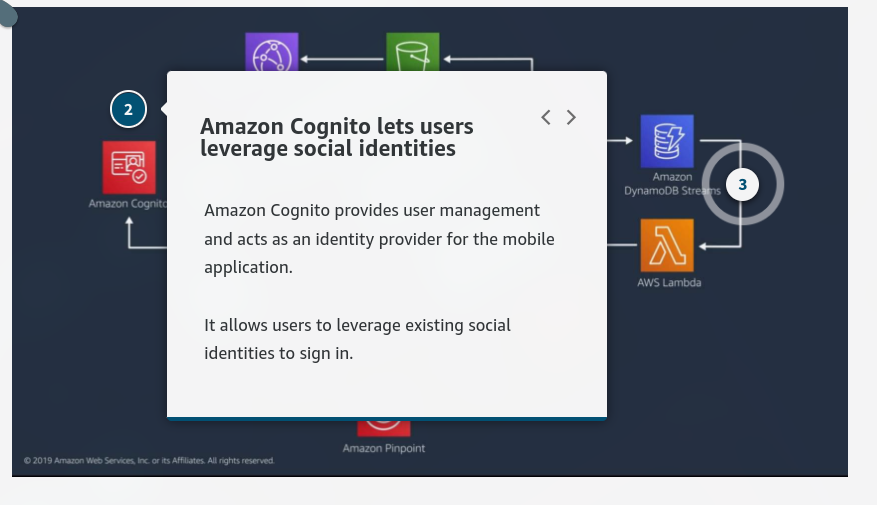 2
Amazon Cognito lets users
leverage social identities
Amazon Cognito provides user management
and acts as an identity provider for the mobile
application.
It allows users to leverage existing social
identities to sign in.
Amazon Cognito
Amazon
DynamoDB Streams
3
AWS Lambda
Amazon Pinpoint
© 2019 Amazon Web Services, Inc. or its Affiliates. All rights reserved.